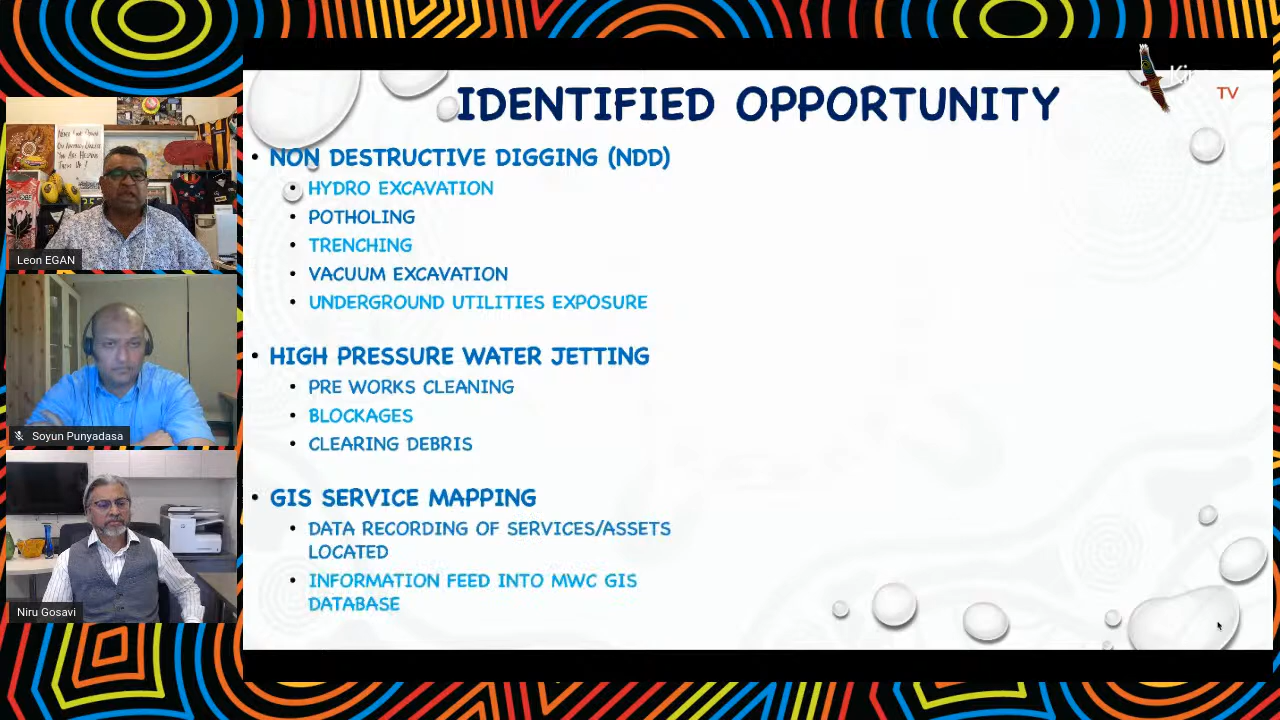 IDENTIFIED OPPORTUNITY
TV
NON DESTRUCTIVE DIGGING (NDD)
HYDRO EXCAVATION
POTHOLING
TRENCHING
VACUUM EXCAVATION
UNDERGROUND UTILITIES EXPOSURE
HIGH PRESSURE WATER JETTING
PRE WORKS CLEANING
BLOCKAGES
CLEARING DEBRIS
GIS SERVICE MAPPING
DATA RECORDING OF SERVICES/ASSETS
LOCATED
INFORMATION FEED INTO MWC GIS
DATABASE
Leon EGAN
Soyun Punyadasa
Niru Gosavi